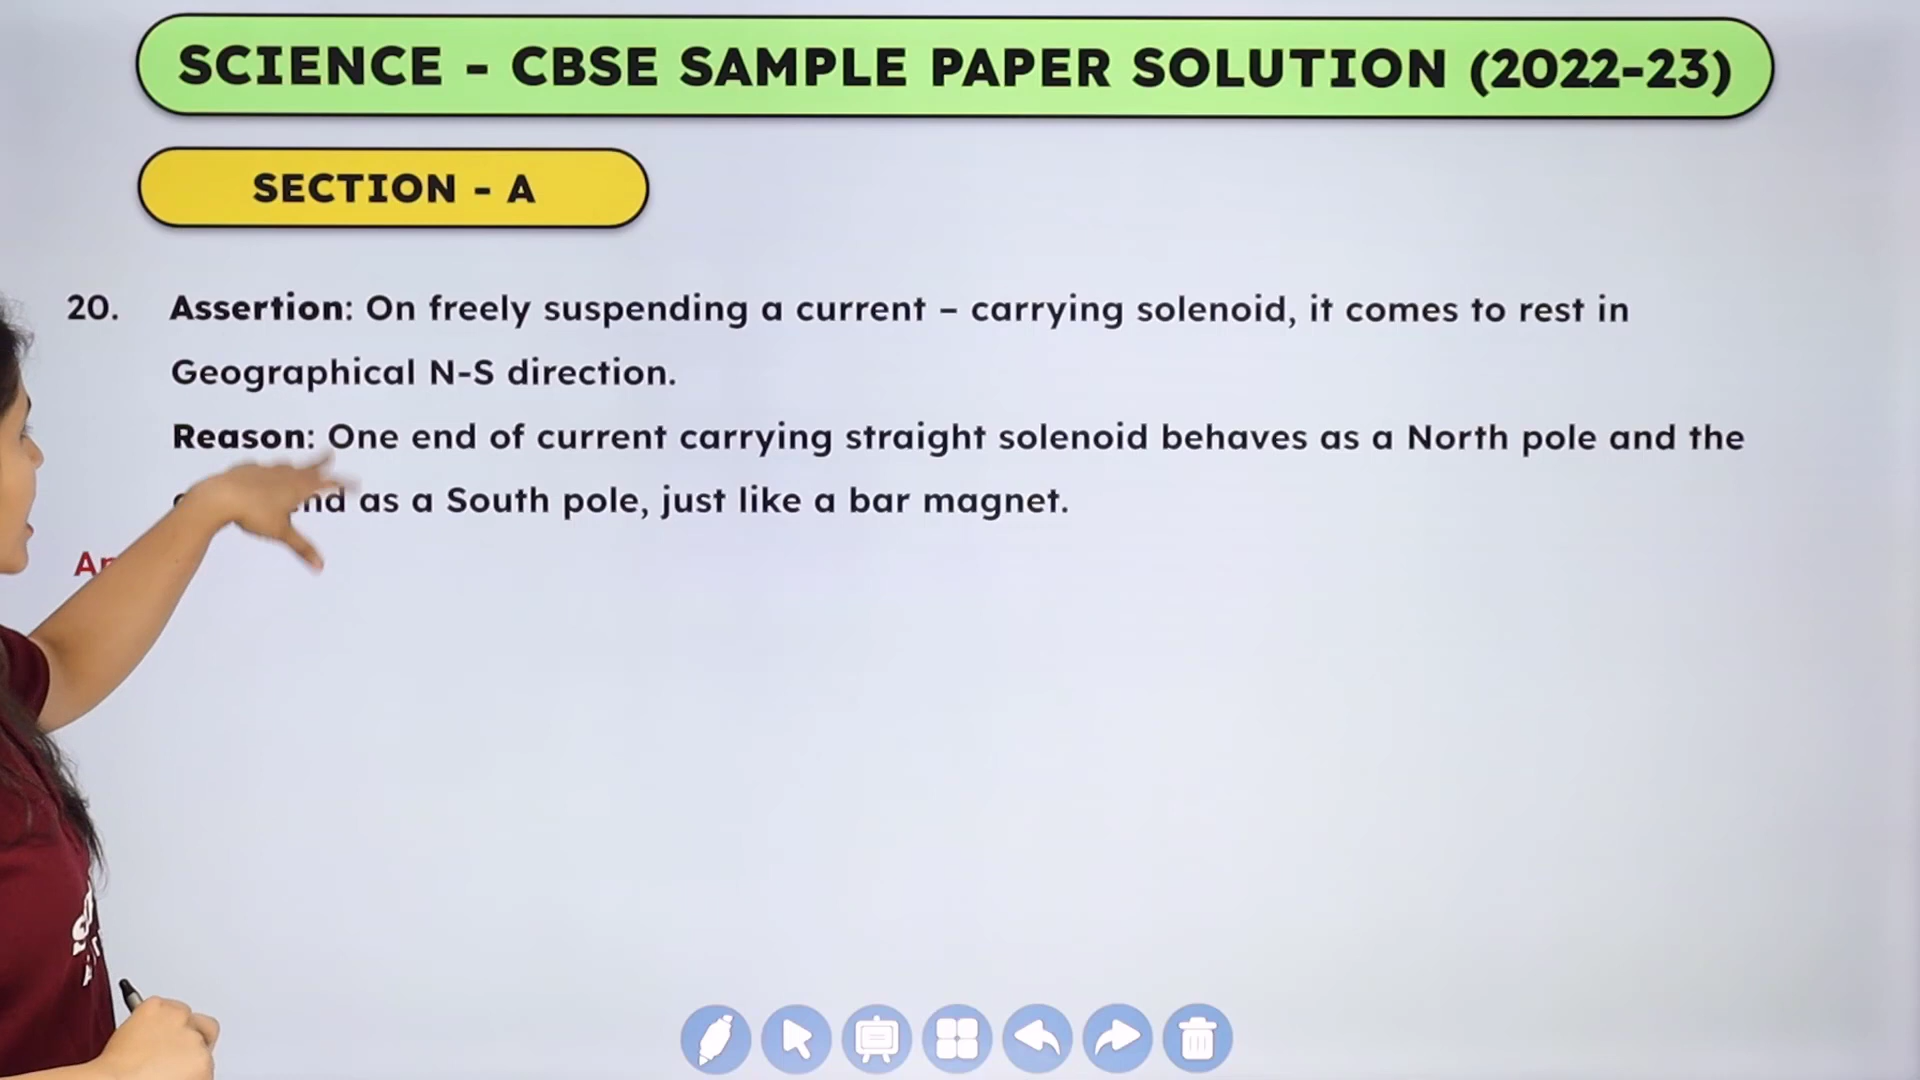 SCIENCE - CBSE SAMPLE PAPER SOLUTION (2022-23)
SECTION - A
20. Assertion: On freely suspending a current – carrying solenoid, it comes to rest in
Geographical N-S direction.
Reason: One end of current carrying straight solenoid behaves as a North pole and the
as a South pole, just like a bar magnet.